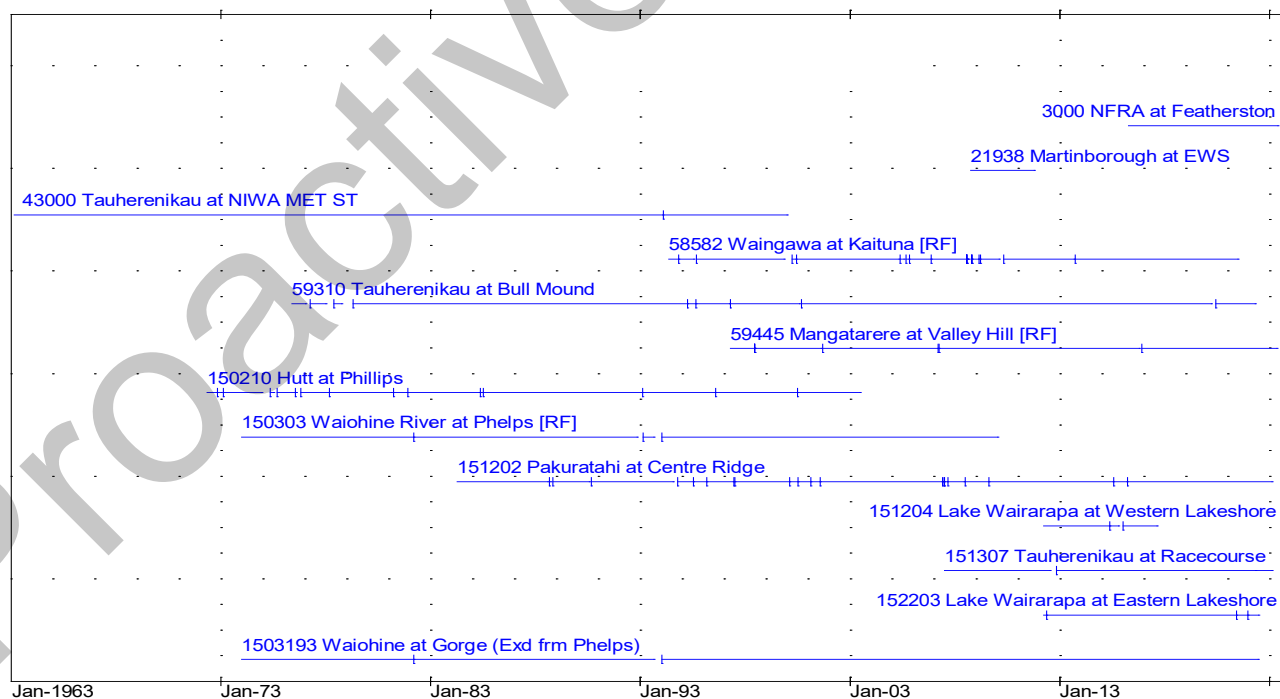 Proactive
3000 NFRA at Featherston
21938 Martinborough at EWS
43000 Tauherenikau at NIWA MET ST
58582 Waingawa at Kaituna [RF]
59310 Tauherenikau at Bull Mound
59445 Mangatarere at Valley Hill [RF]
150210 Hutt at Phillips
150303 Waiohine River at Phelps [RF]
151202 Pakuratahi at Centre Ridge
151204 Lake Wairarapa at Western Lakeshore
151307 Tauherenikau at Racecourse
152203 Lake Wairarapa at Eastern Lakeshore
1503193 Waiohine at Gorge (Exd frm Phelps)
Jan-1963 Jan-73 Jan-83 Jan-93 Jan-03 Jan-13